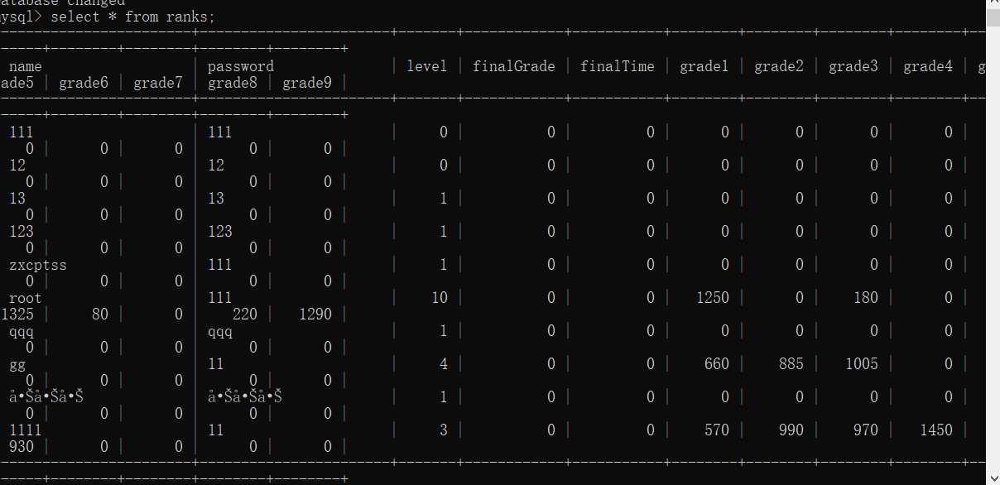 atabase changed
mysql> select * from ranks;
name | password | level | finalGrade | finalTime | grade1 | grade2 | grade3 | grade4 | g
ade5 | grade6 | grade7 | grade8 | grade9 |
111 | 111 | 0 | 0 | 0 | 0 | 0 | 0 | 0 |
0 | 0 | 0 | 0 | 0 |
12 | 12 | 0 | 0 | 0 | 0 | 0 | 0 | 0 |
0 | 0 | 0 | 0 | 0 |
13 | 13 | 1 | 0 | 0 | 0 | 0 | 0 | 0 |
0 | 0 | 0 | 0 | 0 |
123 | 123 | 1 | 0 | 0 | 0 | 0 | 0 | 0 |
0 | 0 | 0 | 0 | 0 |
zxcptss | 111 | 1 | 0 | 0 | 0 | 0 | 0 | 0 |
0 | 0 | 0 | 0 | 0 |
root | 111 | 10 | 0 | 0 | 1250 | 0 | 180 | 0 |
1325 | 80 | 0 | 220 | 1290 |
qqq | qqq | 1 | 0 | 0 | 0 | 0 | 0 | 0 |
0 | 0 | 0 | 0 | 0 |
gg | 11 | 4 | 0 | 0 | 660 | 885 | 1005 | 0 |
0 | 0 | 0 | 0 | 0 |
å•Šå•Šå•Š | å•Šå•Šå•Š | 1 | 0 | 0 | 0 | 0 | 0 | 0 |
0 | 0 | 0 | 0 | 0 |
1111 | 11 | 3 | 0 | 0 | 570 | 990 | 970 | 1450 |
930 | 0 | 0 | 0 | 0 |